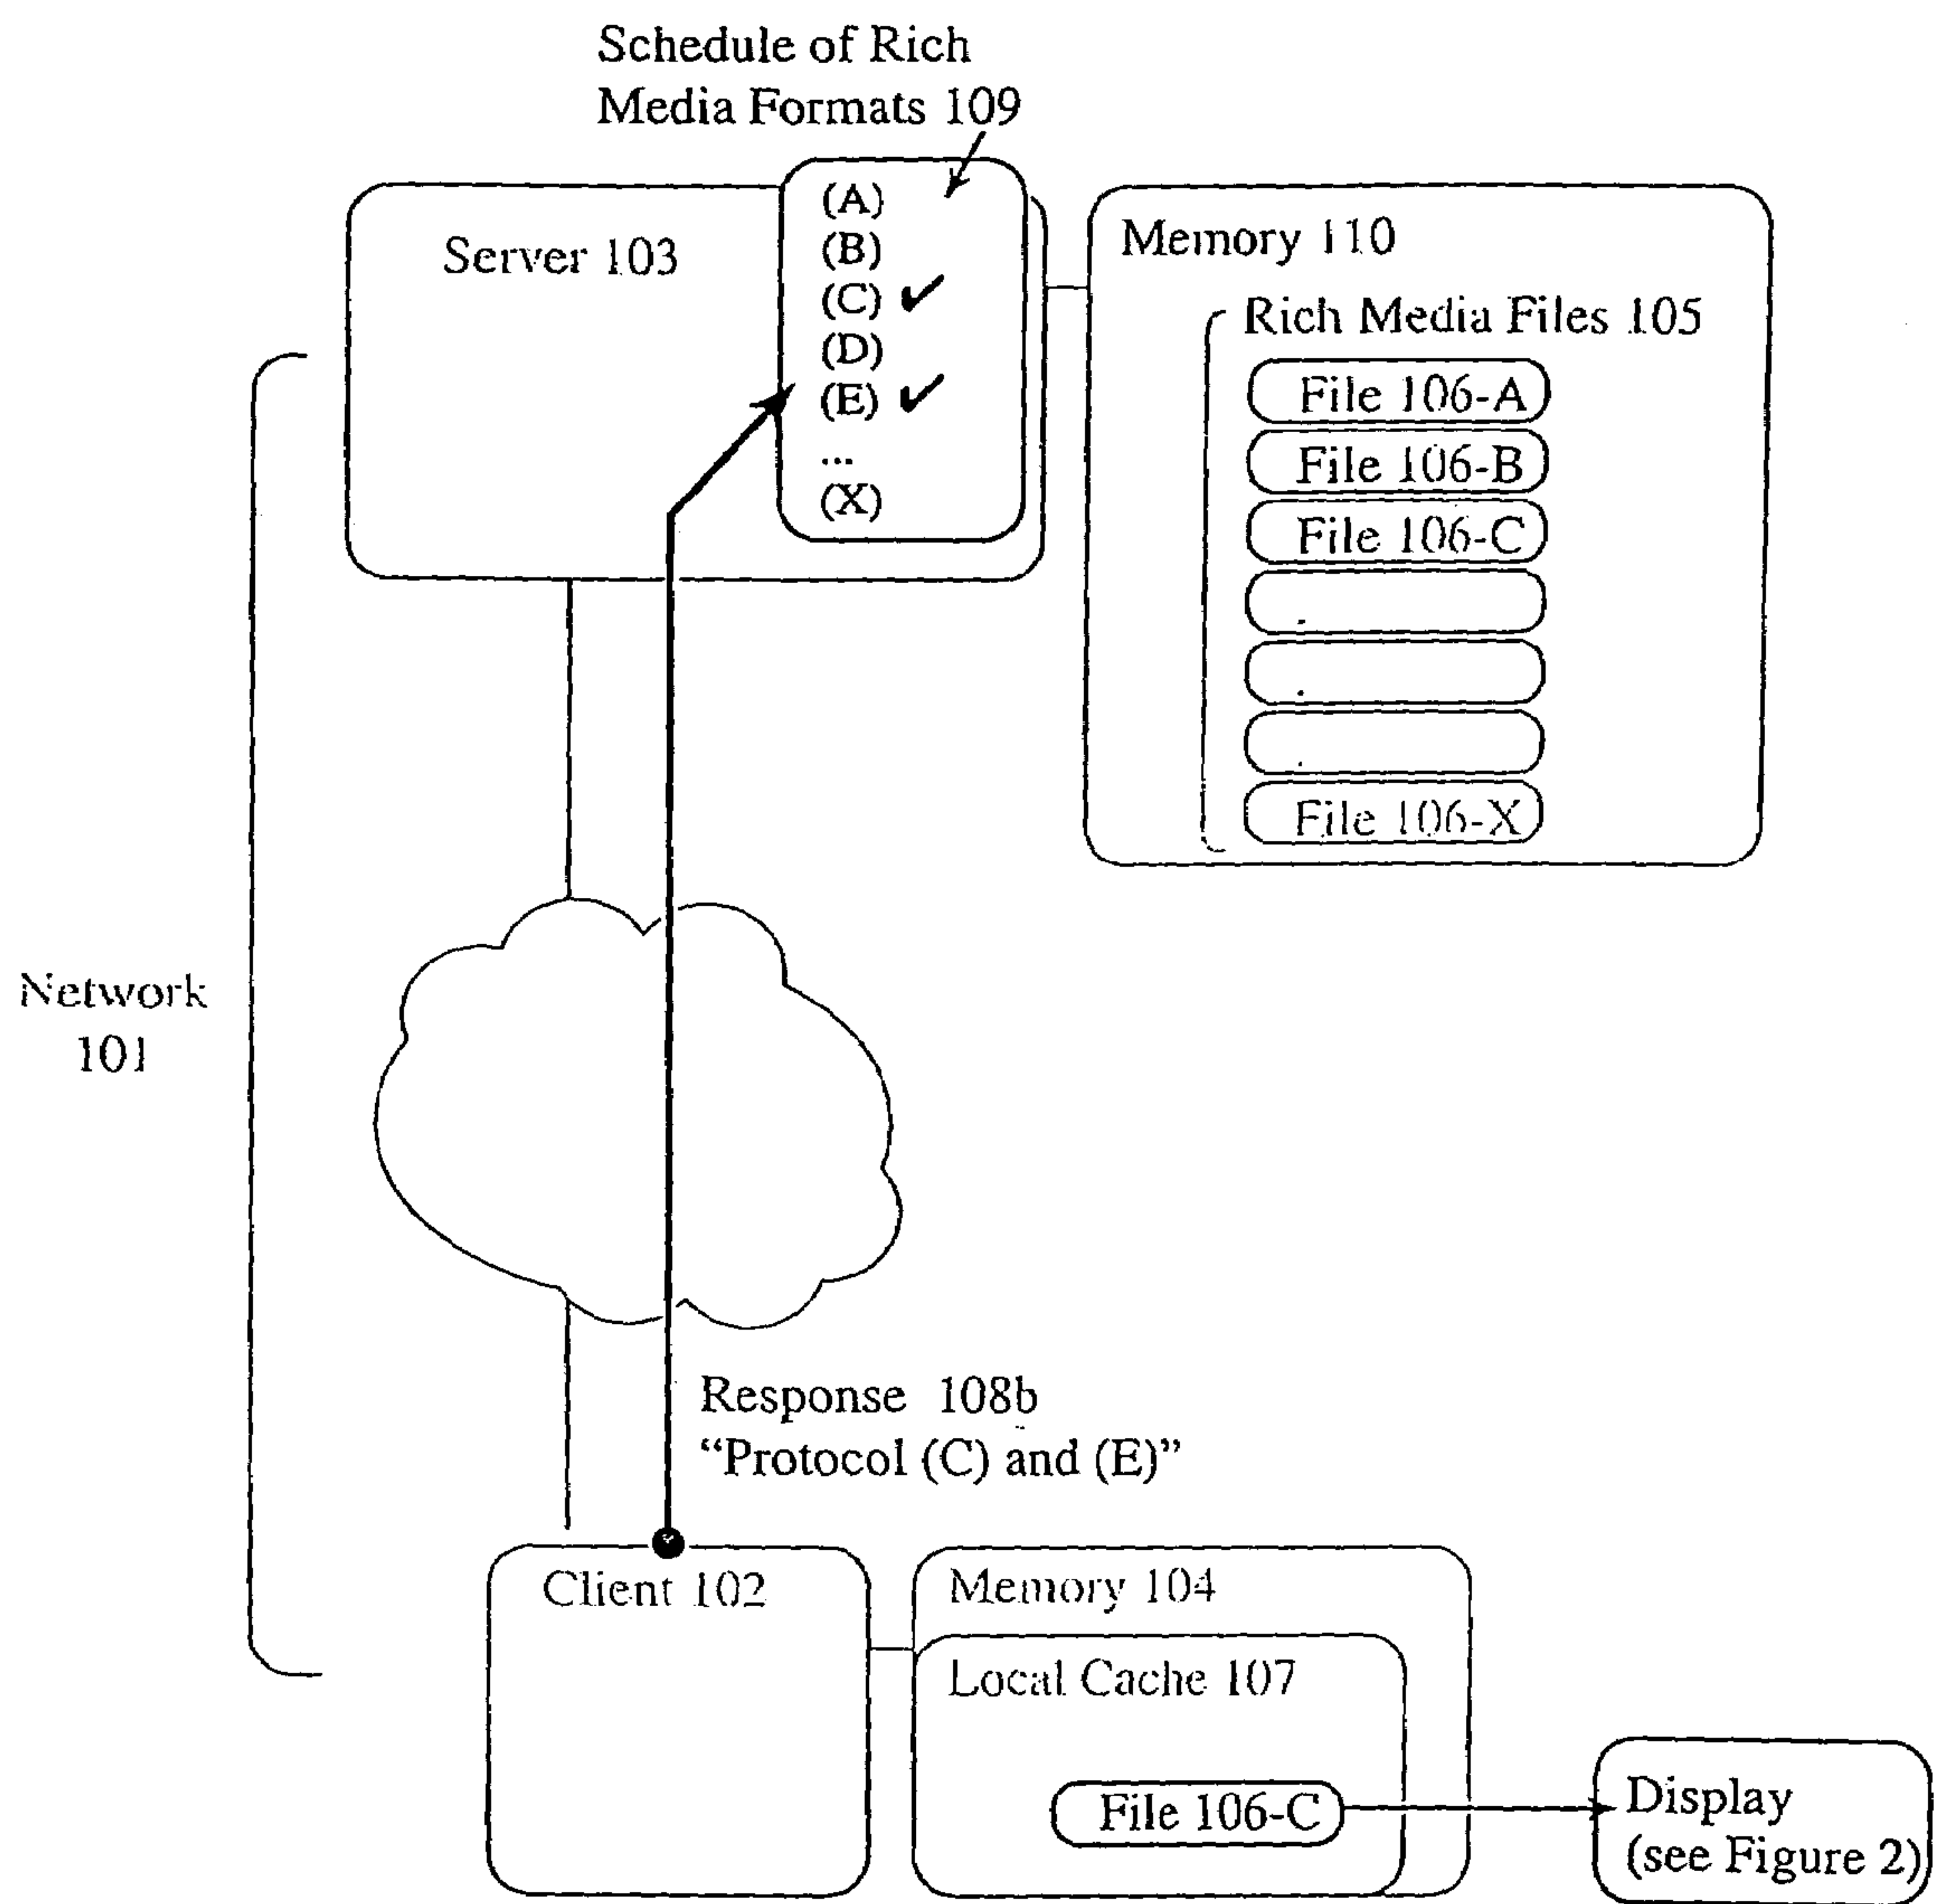 Schedule of Rich
Media Formats 109
Server 103
(A)
(B)
(C) ✔
(D)
(E) ✔
...
(X)
Memory 110
Rich Media Files 105
File 106-A
File 106-B
File 106-C
.
.
.
File 106-X
Network
101
Response 108b
“Protocol (C) and (E)”
Client 102
Memory 104
Local Cache 107
File 106-C
Display
(see Figure 2)